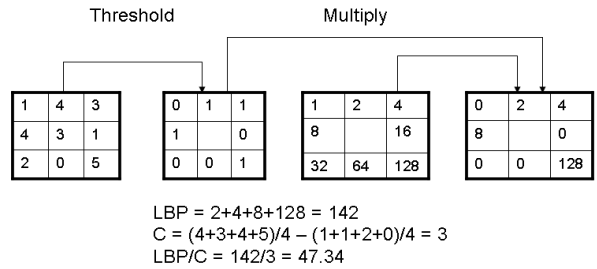 Threshold Multiply
1 4 3 0 1 1 1 2 4 0 2 4
4 3 1 1 0 8 16 8 0
2 0 5 0 0 1 32 64 128 0 0 128
LBP = 2+4+8+128 = 142
C = (4+3+4+5)/4 – (1+1+2+0)/4 = 3
LBP/C = 142/3 = 47.34